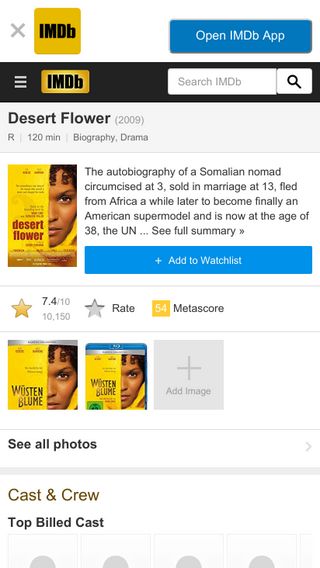 IMDb
Open IMDb App
IMDb
Search IMDb
Desert Flower (2009)
R | 120 min | Biography, Drama
The autobiography of a Somalian nomad
circumcised at 3, sold in marriage at 13, fled
from Africa a while later to become finally an
American supermodel and is now at the age of
38, the UN ... See full summary »
desert
flower
+ Add to Watchlist
7.4/10
10,150
Rate
54 Metascore
WÜSTEN
BLUME
WÜSTEN
BLUME
Add Image
See all photos
Cast & Crew
Top Billed Cast